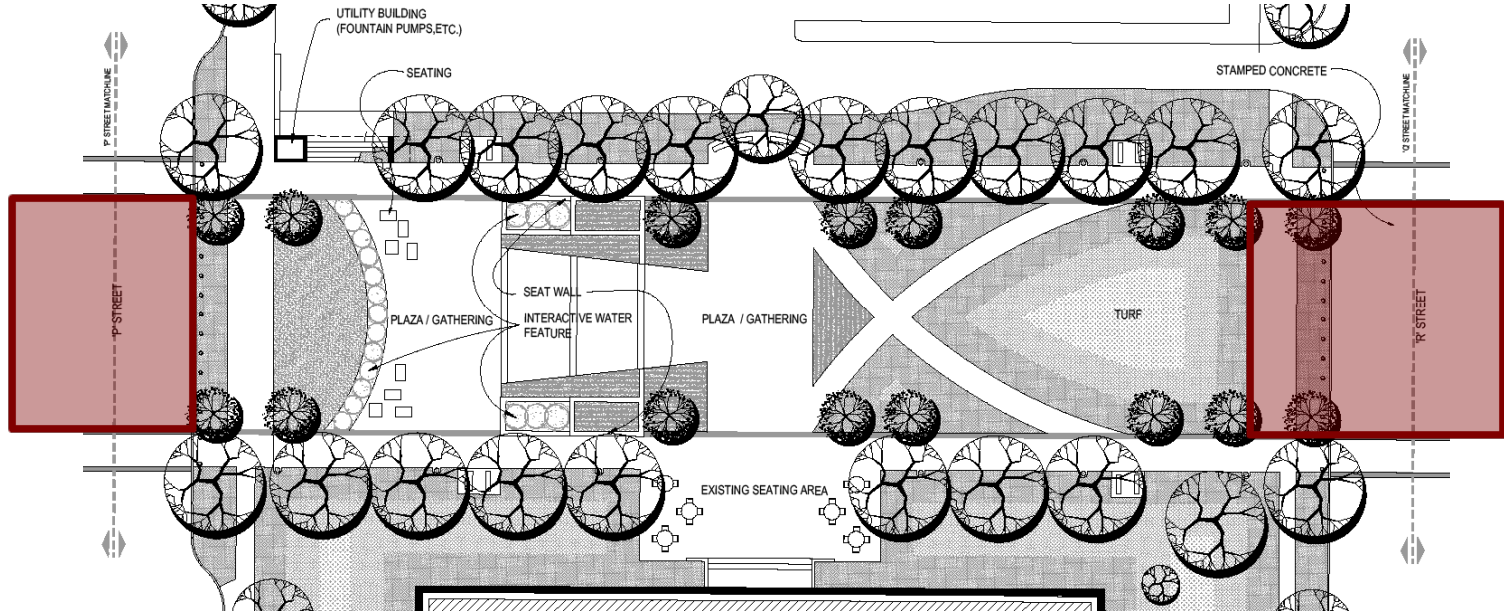 UTILITY BUILDING
(FOUNTAIN PUMPS,ETC.)
SEATING
STAMPED CONCRETE
'P' STREET MATCHLINE
'Q' STREET MATCHLINE
'P' STREET
SEAT WALL
PLAZA / GATHERING
INTERACTIVE WATER
FEATURE
PLAZA / GATHERING
TURF
'R' STREET
EXISTING SEATING AREA